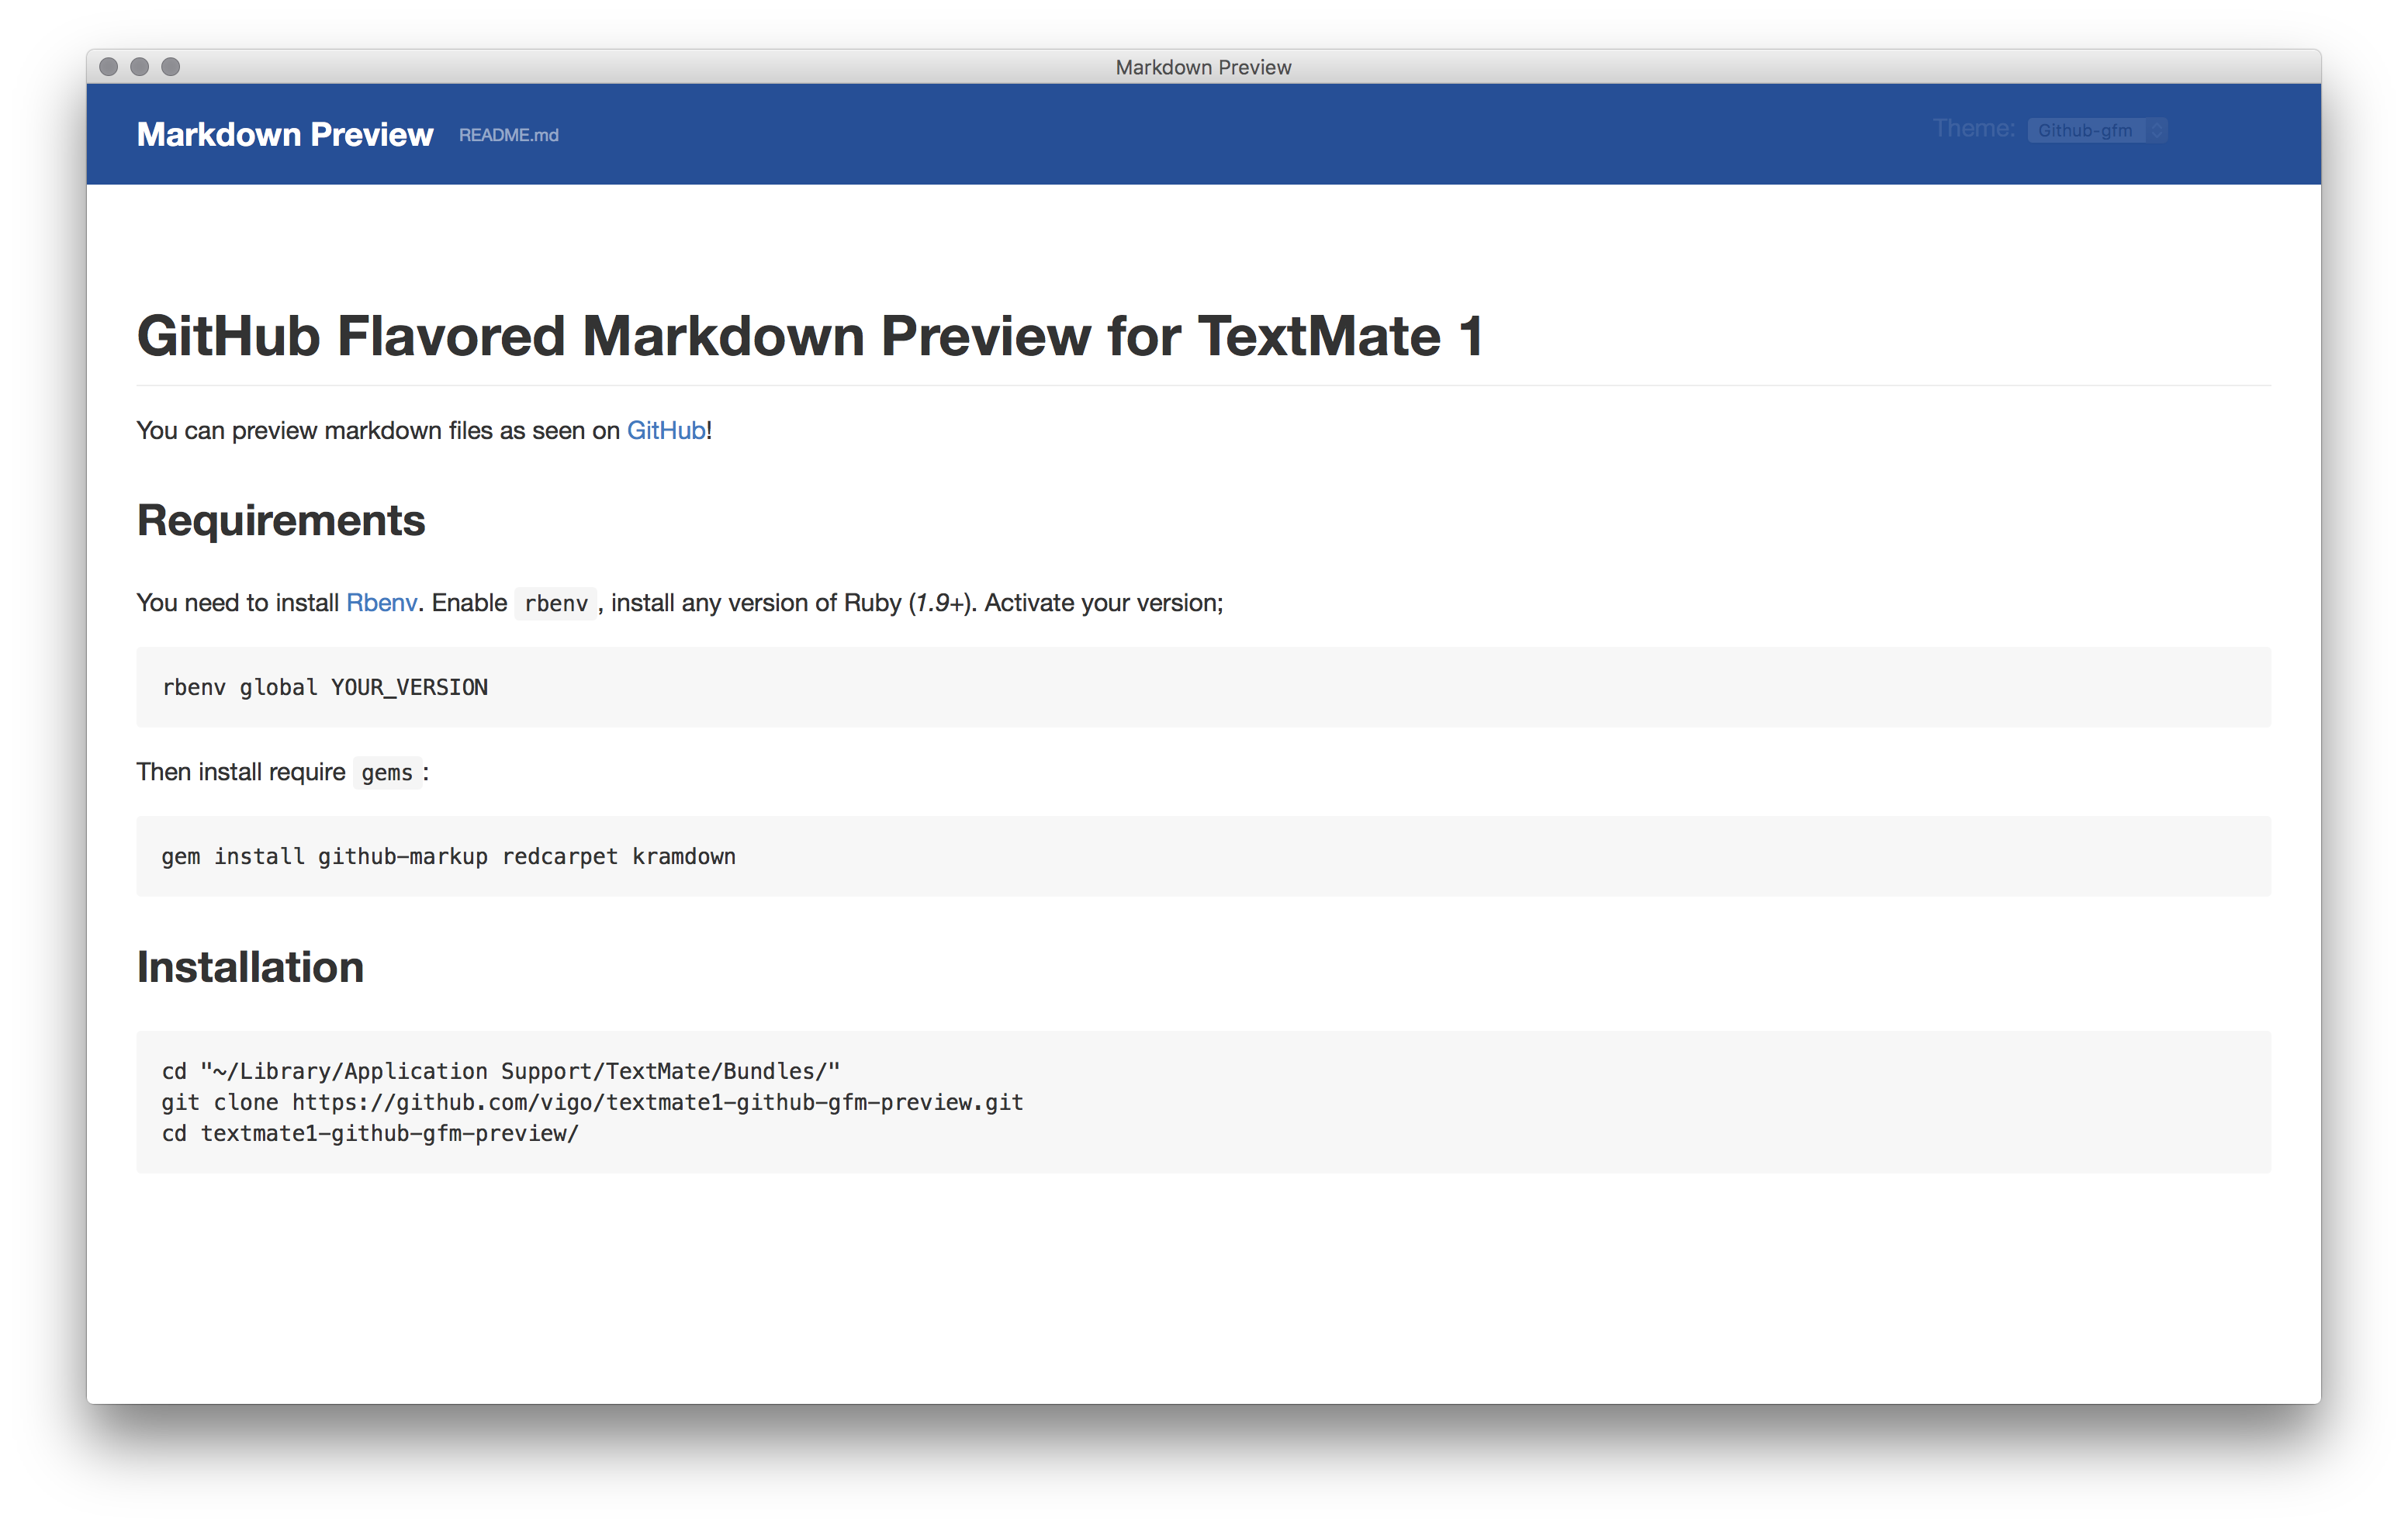 Markdown Preview
Markdown Preview README.md Theme: Github-gfm
GitHub Flavored Markdown Preview for TextMate 1
You can preview markdown files as seen on GitHub!
Requirements
You need to install Rbenv. Enable rbenv, install any version of Ruby (1.9+). Activate your version;
rbenv global YOUR_VERSION
Then install require gems:
gem install github-markup redcarpet kramdown
Installation
cd "~/Library/Application Support/TextMate/Bundles/"
git clone https://github.com/vigo/textmate1-github-gfm-preview.git
cd textmate1-github-gfm-preview/